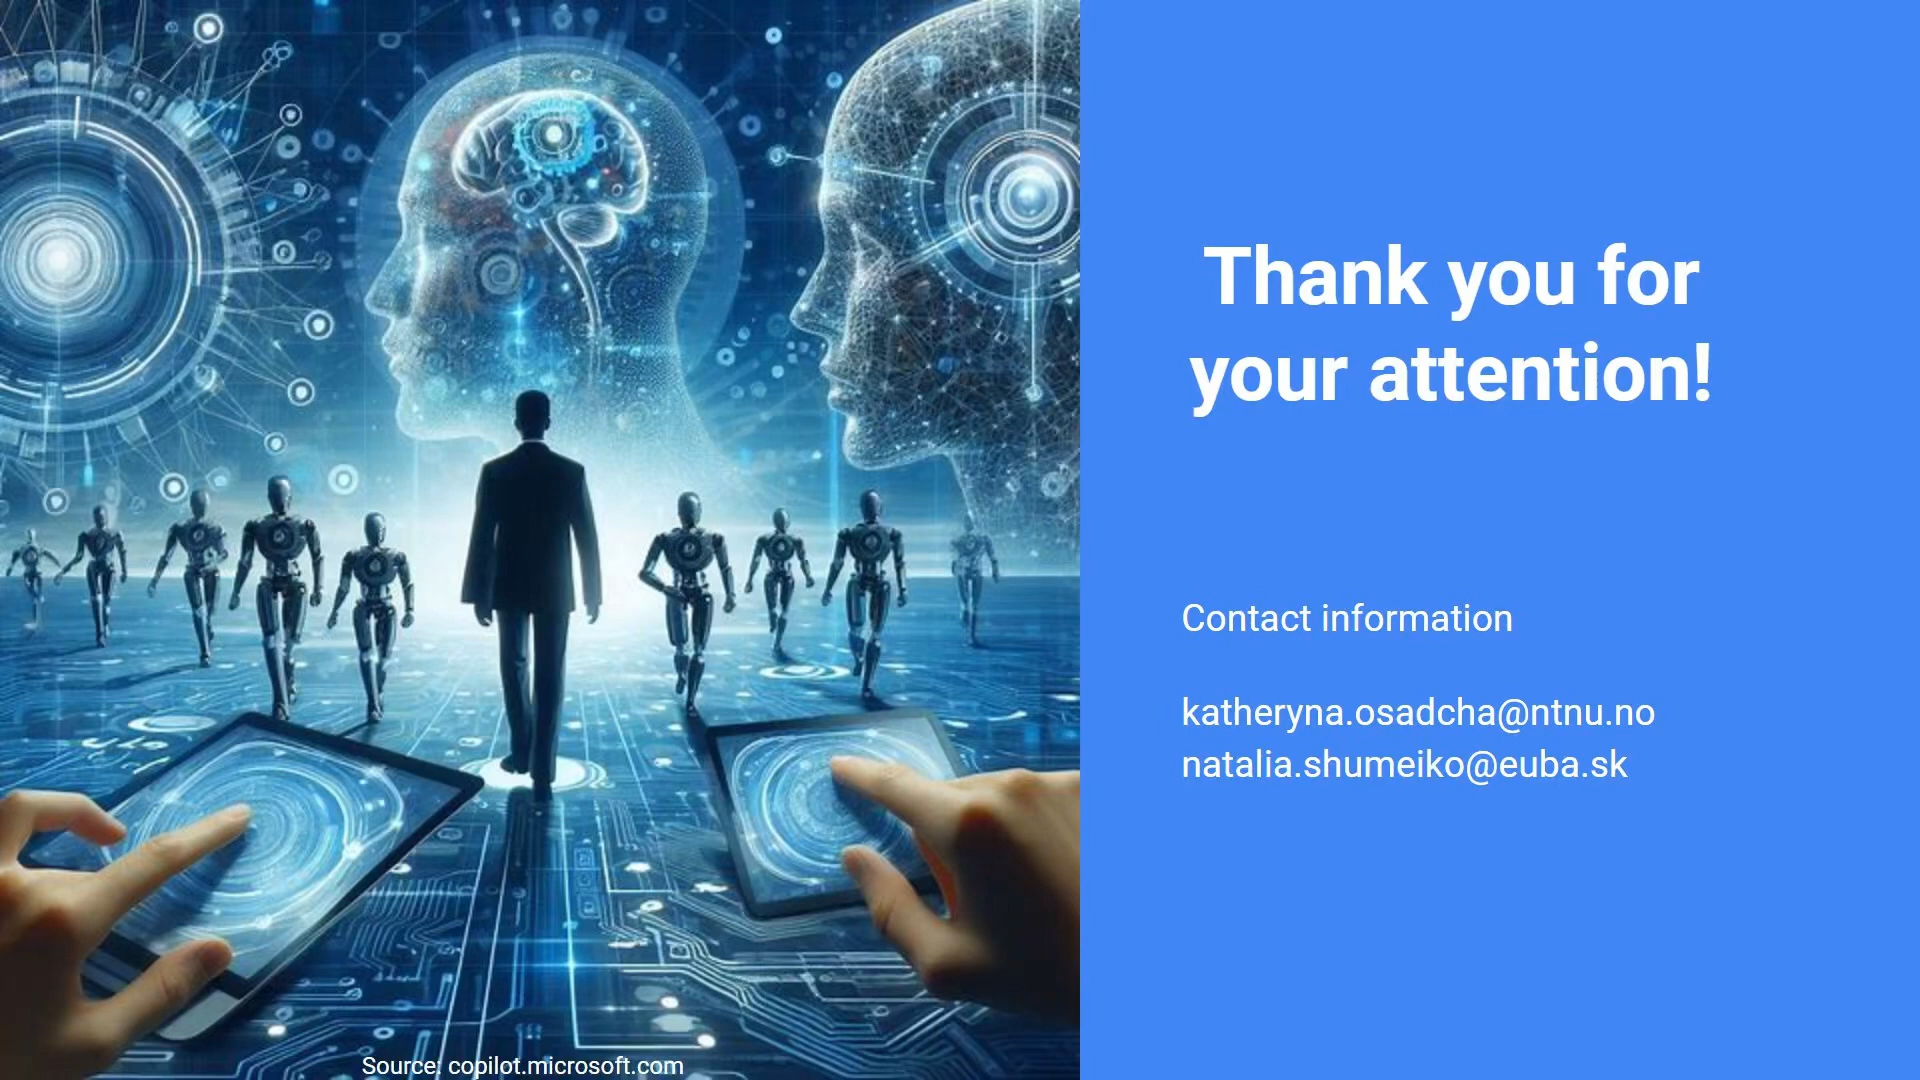 Thank you for
your attention!
Contact information
katheryna.osadcha@ntnu.no
natalia.shumeiko@euba.sk
Source: copilot.microsoft.com